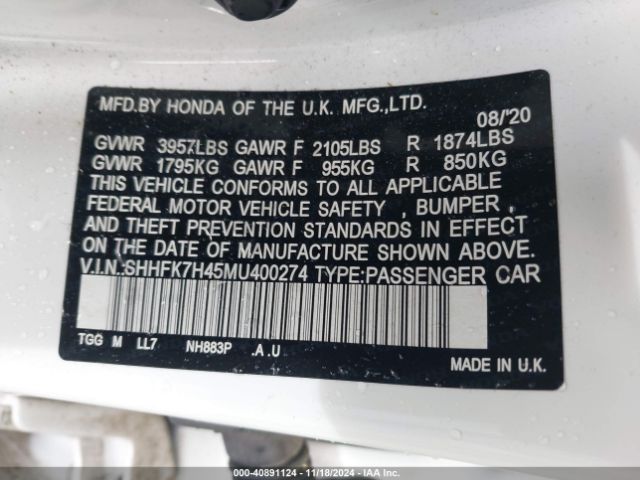 MFD.BY HONDA OF THE U.K. MFG.,LTD.
08/'20
GVWR 3957LBS GAWR F 2105LBS R 1874LBS
GVWR 1795KG GAWR F 955KG R 850KG
THIS VEHICLE CONFORMS TO ALL APPLICABLE
FEDERAL MOTOR VEHICLE SAFETY , BUMPER ,
AND THEFT PREVENTION STANDARDS IN EFFECT
ON THE DATE OF MANUFACTURE SHOWN ABOVE.
V.I.N.:SHHFK7H45MU400274 TYPE:PASSENGER CAR
TGG M LL7 NH883P .A .U
MADE IN U.K.
000-40891124 | 11/18/2024 | IAA Inc.